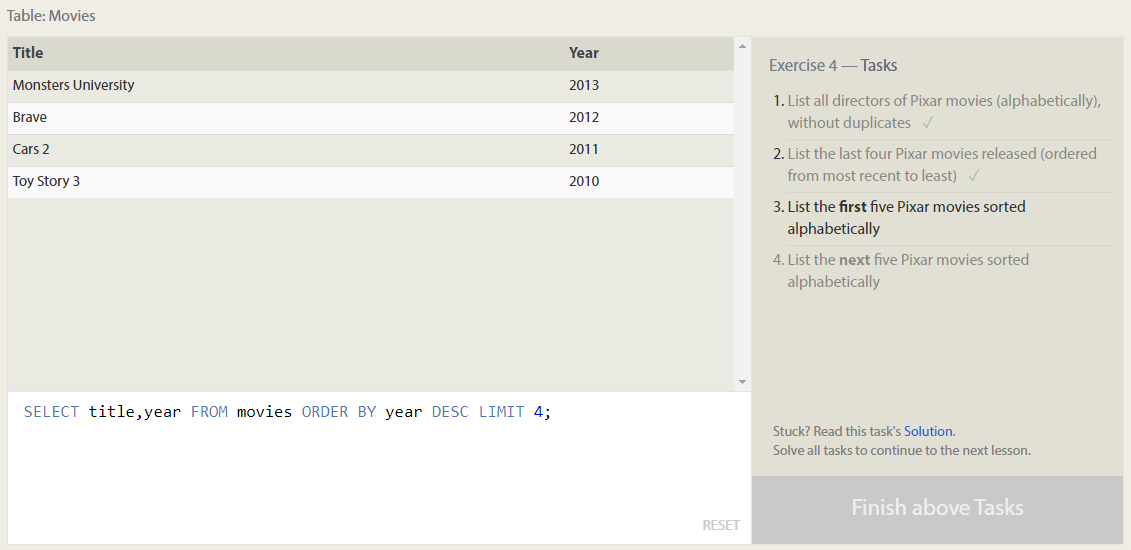 Table: Movies
Title Year
Monsters University 2013
Brave 2012
Cars 2 2011
Toy Story 3 2010
SELECT title,year FROM movies ORDER BY year DESC LIMIT 4;
RESET
Exercise 4 — Tasks
1. List all directors of Pixar movies (alphabetically),
without duplicates ✓
2. List the last four Pixar movies released (ordered
from most recent to least) ✓
3. List the first five Pixar movies sorted
alphabetically
4. List the next five Pixar movies sorted
alphabetically
Stuck? Read this task's Solution.
Solve all tasks to continue to the next lesson.
Finish above Tasks